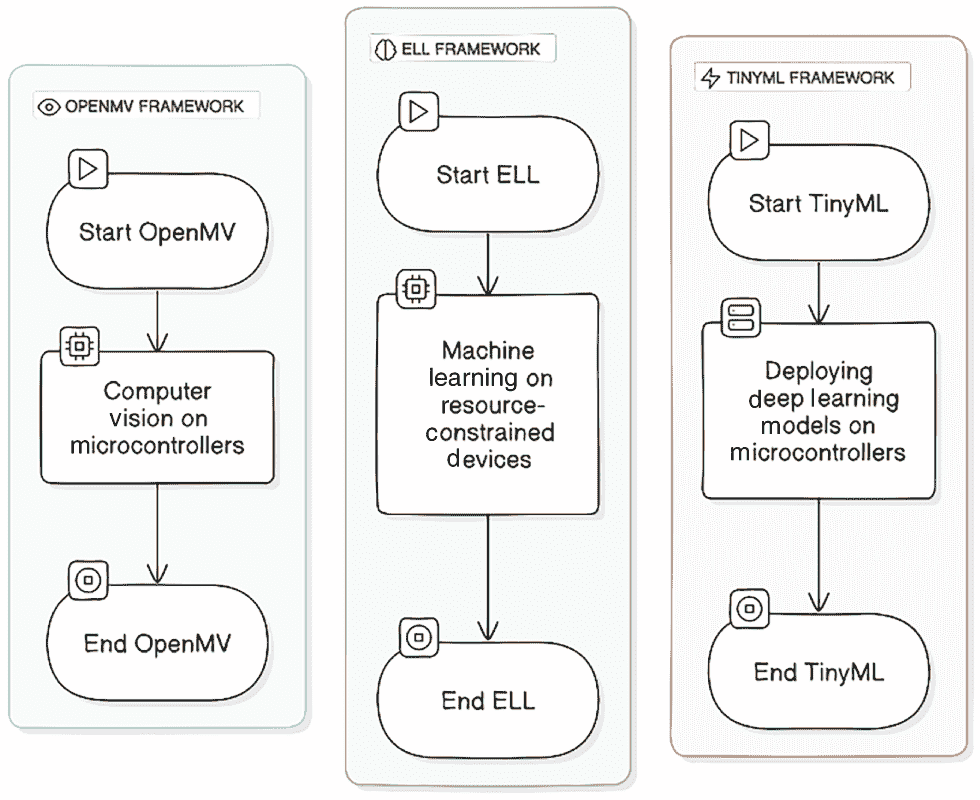 OPENMV FRAMEWORK
Start OpenMV
Computer
vision on
microcontrollers
End OpenMV
ELL FRAMEWORK
Start ELL
Machine
learning on
resource-
constrained
devices
End ELL
TINYML FRAMEWORK
Start TinyML
Deploying
deep learning
models on
microcontrollers
End TinyML